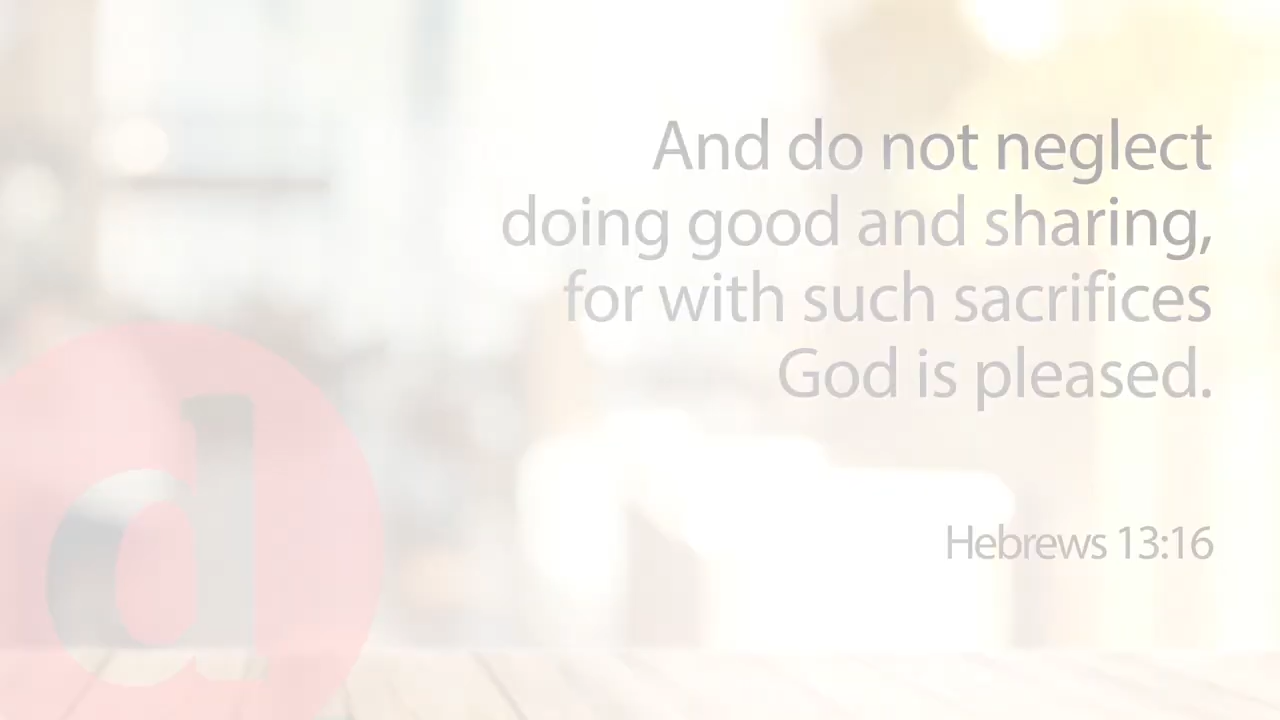 And do not neglect
doing good and sharing,
for with such sacrifices
God is pleased.
Hebrews 13:16
d